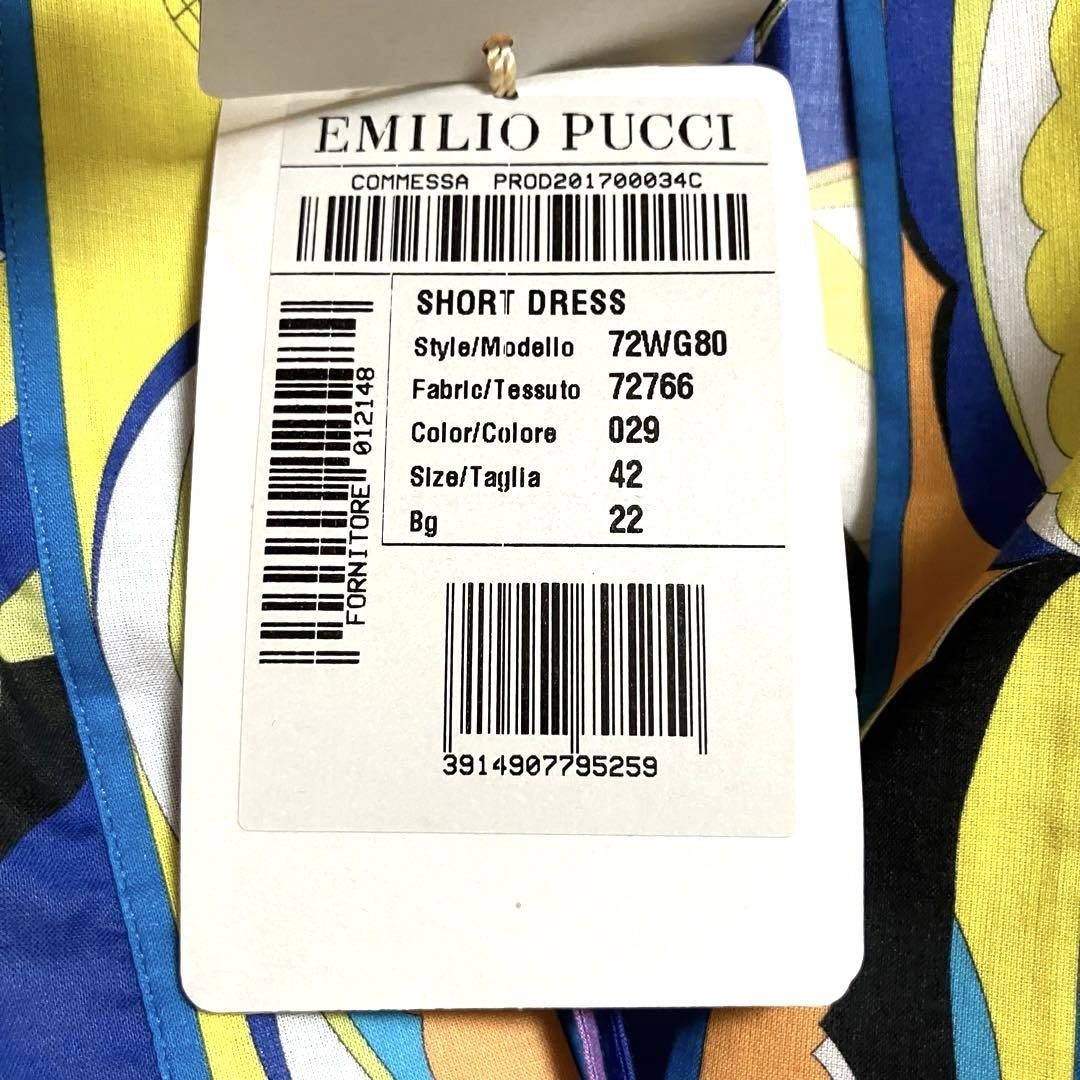 EMILIO PUCCI
COMMESSA PROD201700034C
SHORT DRESS
Style/Modello 72WG80
Fabric/Tessuto 72766
Color/Colore 029
Size/Taglia 42
Bg 22
FORNITORE 012148
3914907795259